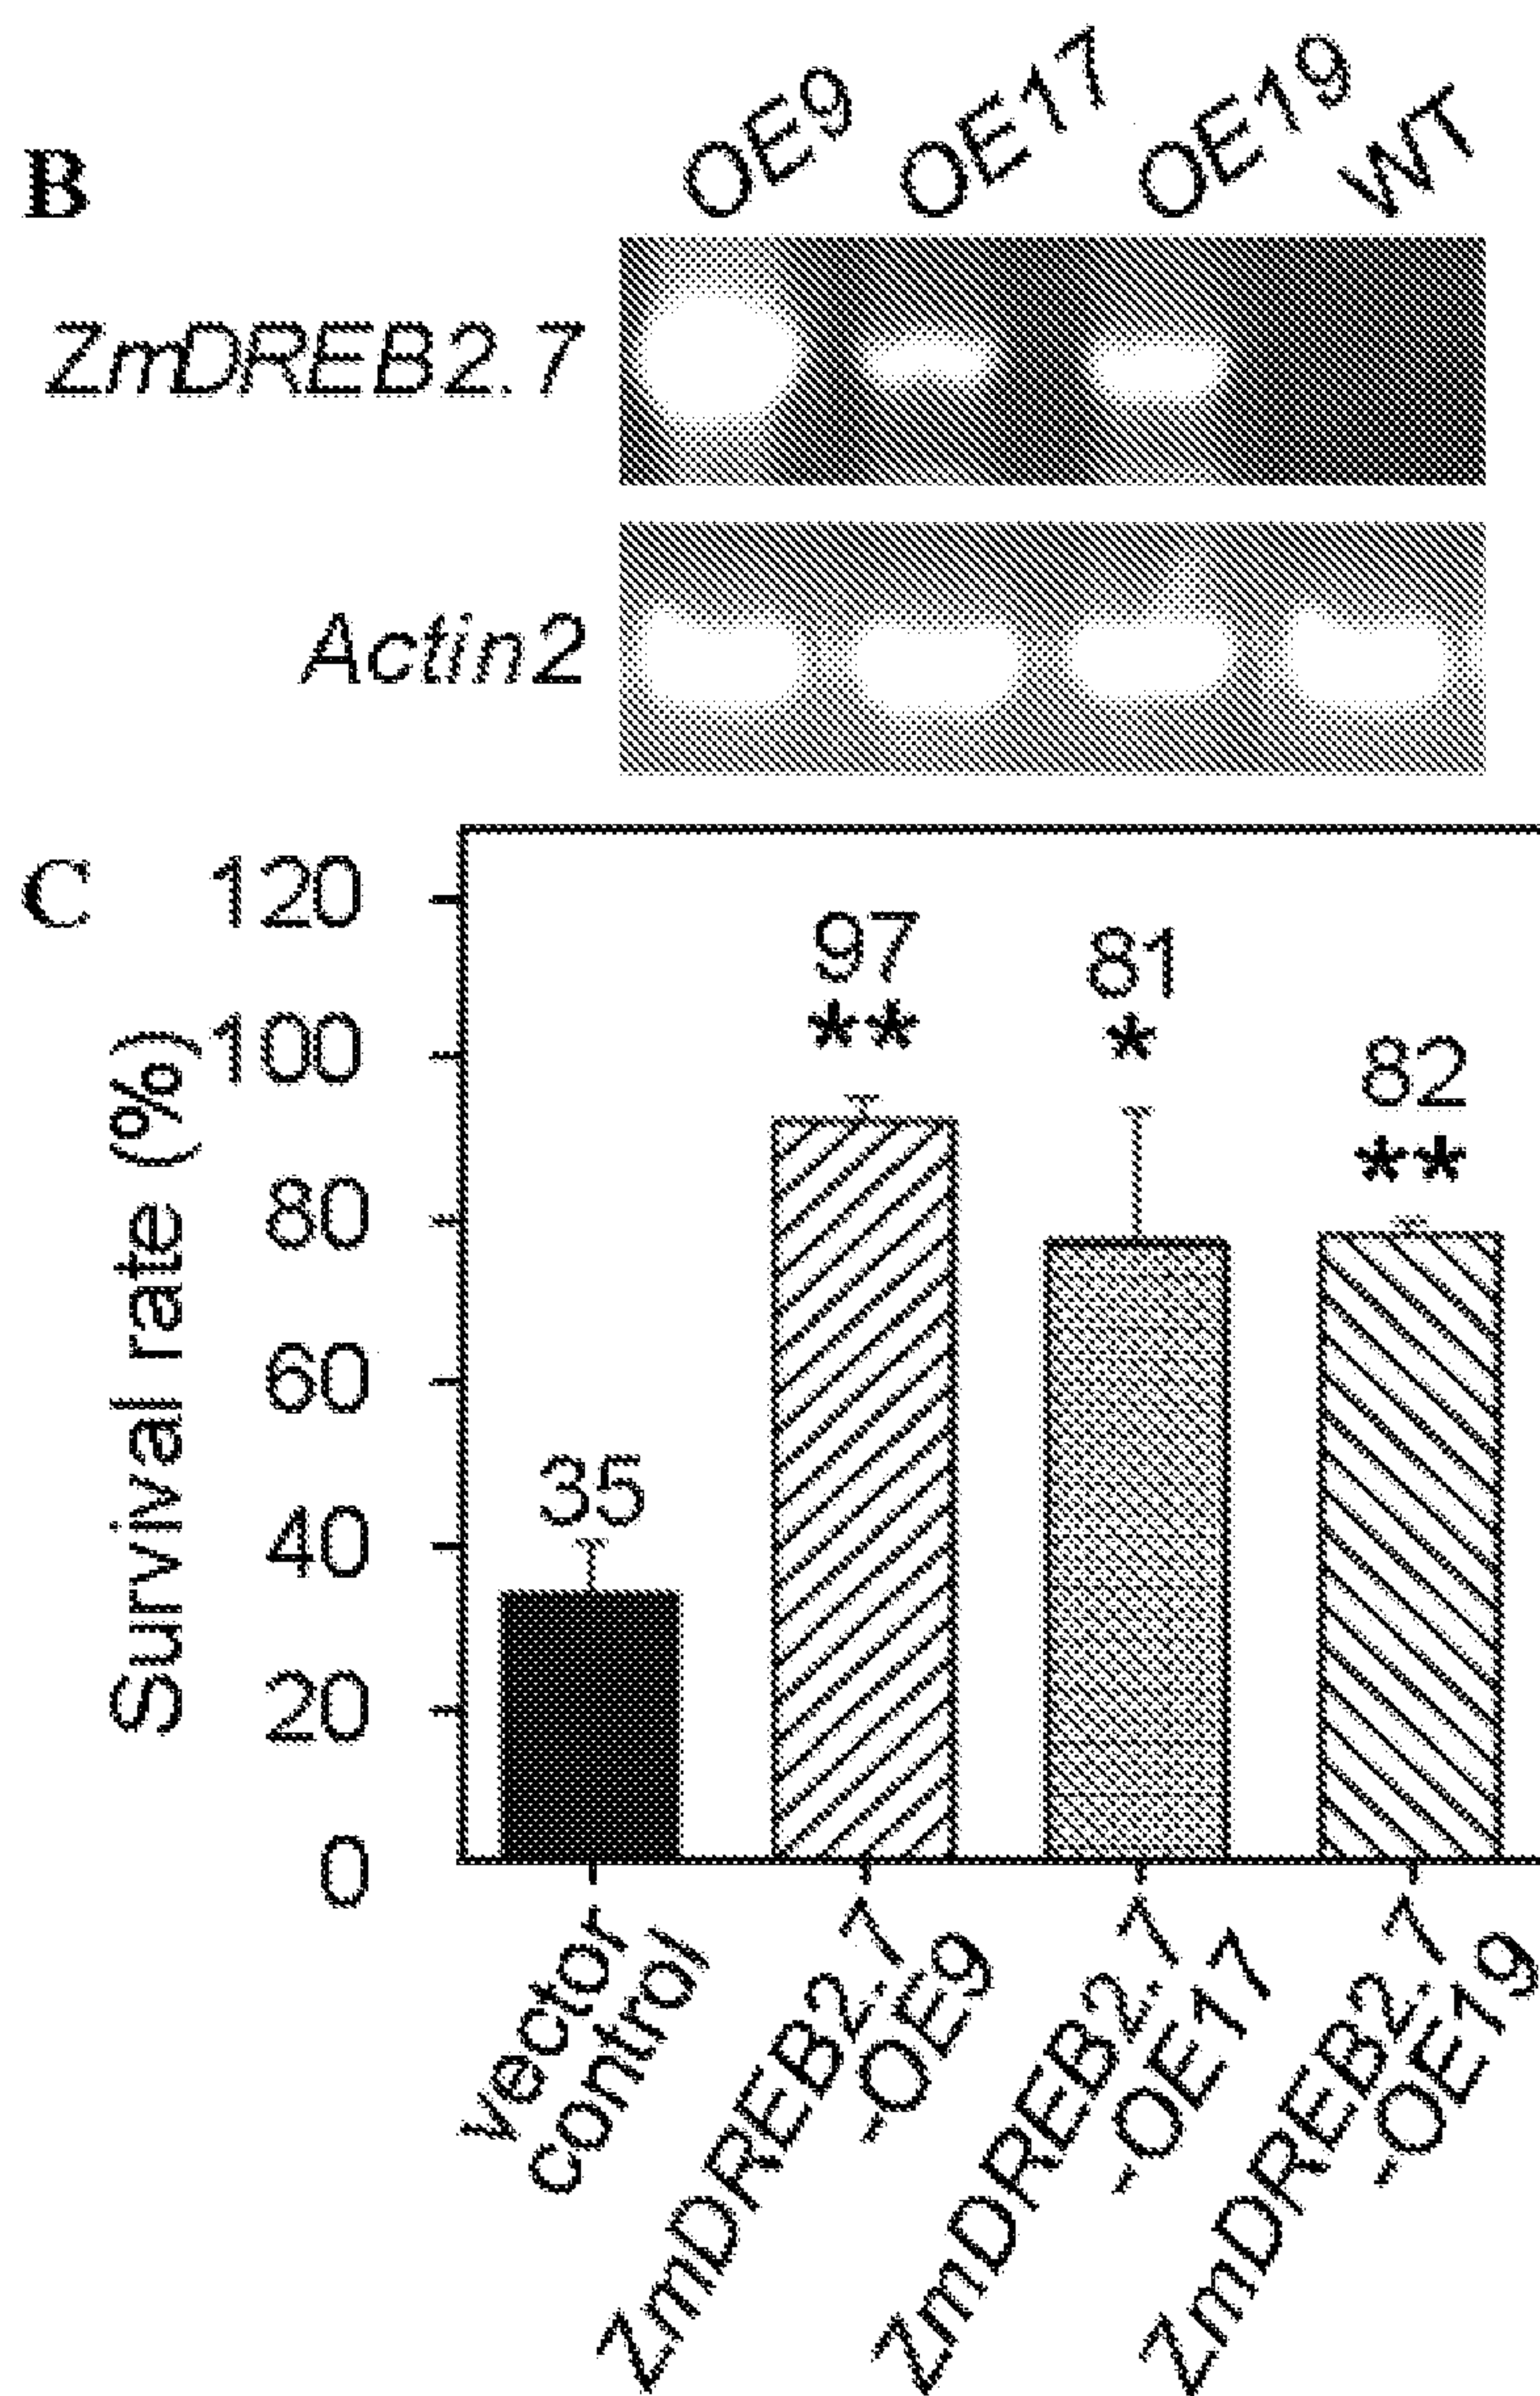 B
OE9 OE17 OE19 WT
ZmDREB2.7
Actin2
C
Survival rate (%)
120
100
80
60
40
20
0
35
97
**
81
*
82
**
vector
control
ZmDREB2.7
-OE9
ZmDREB2.7
-OE17
ZmDREB2.7
-OE19